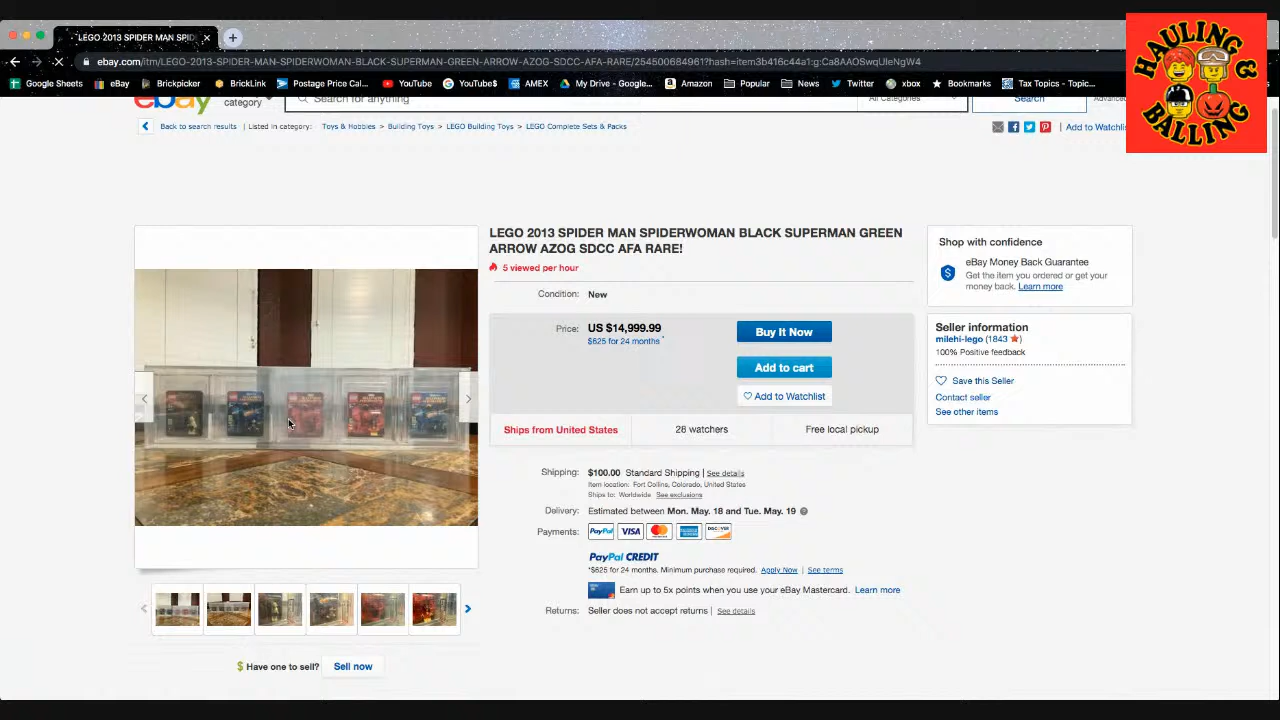 LEGO 2013 SPIDER MAN SPID
ebay.com/itm/LEGO-2013-SPIDER-MAN-SPIDERWOMAN-BLACK-SUPERMAN-GREEN-ARROW-AZOG-SDCC-AFA-RARE/254500684961?hash=item3b416c44a1:g:Ca8AAOSwqUleNgW4
Google Sheets eBay Brickpicker BrickLink Postage Price Cal... YouTube YouTube$ AMEX My Drive - Google... Amazon Popular News Twitter xbox Bookmarks Tax Topics - Topic...
HAULING
BALLING
ebay category Search for anything All Categories Search Advanced
Back to search results | Listed in category: Toys & Hobbies > Building Toys > LEGO Building Toys > LEGO Complete Sets & Packs
| Add to Watchli
LEGO 2013 SPIDER MAN SPIDERWOMAN BLACK SUPERMAN GREEN
ARROW AZOG SDCC AFA RARE!
5 viewed per hour
Condition: New
Price: US $14,999.99
$625 for 24 months*
Buy It Now
Add to cart
Add to Watchlist
Ships from United States 28 watchers Free local pickup
Shipping: $100.00 Standard Shipping | See details
Item location: Fort Collins, Colorado, United States
Ships to: Worldwide See exclusions
Delivery: Estimated between Mon. May. 18 and Tue. May. 19
Payments: PayPal VISA MasterCard DISCOVER
PayPal CREDIT
*$625 for 24 months. Minimum purchase required. Apply Now | See terms
Earn up to 5x points when you use your eBay Mastercard. Learn more
Returns: Seller does not accept returns | See details
Shop with confidence
eBay Money Back Guarantee
Get the item you ordered or get your
money back. Learn more
Seller information
milehi-lego (1843)
100% Positive feedback
Save this Seller
Contact seller
See other items
Have one to sell? Sell now